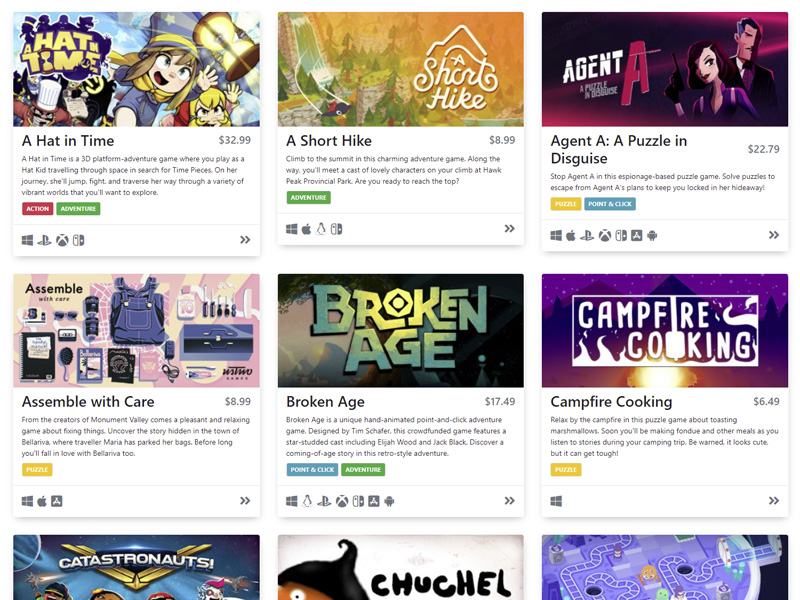 A HAT IN TIME
A Short Hike
AGENT A
A PUZZLE
IN DISGUISE
A Hat in Time
$32.99
A Hat in Time is a 3D platform-adventure game where you play as a
Hat Kid travelling through space in search for Time Pieces. On her
journey, she'll jump, fight, and traverse her way through a variety of
vibrant worlds that you'll want to explore.
ACTION ADVENTURE
A Short Hike
$8.99
Climb to the summit in this charming adventure game. Along the
way, you'll meet a cast of lovely characters on your climb at Hawk
Peak Provincial Park. Are you ready to reach the top?
ADVENTURE
Agent A: A Puzzle in
Disguise
$22.79
Stop Agent A in this espionage-based puzzle game. Solve puzzles to
escape from Agent A's plans to keep you locked in her hideaway!
PUZZLE POINT & CLICK
Assemble
with care
Bellariva
WSTWO
GAMES
BROKEN
AGE
CAMPFIRE
COOKING
Assemble with Care
$8.99
From the creators of Monument Valley comes a pleasant and relaxing
game about fixing things. Uncover the story hidden in the town of
Bellariva, where traveller Maria has parked her bags. Before long
you'll fall in love with Bellariva too.
PUZZLE
Broken Age
$17.49
Broken Age is a unique hand-animated point-and-click adventure
game. Designed by Tim Schafer, this crowdfunded game features a
star-studded cast including Elijah Wood and Jack Black. Discover a
coming-of-age story in this retro-style adventure.
POINT & CLICK ADVENTURE
Campfire Cooking
$6.49
Relax by the campfire in this puzzle game about toasting
marshmallows. Soon you'll be making fondue and other meals as you
listen to stories during your camping trip. Be warned, it looks cute,
but it can get tough!
PUZZLE
CATASTRONAUTS!
CHUCHEL